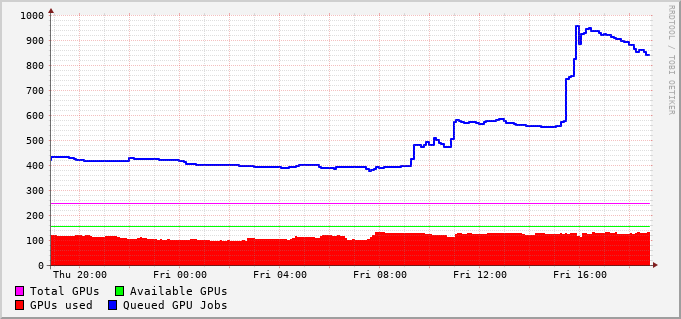 1000
900
800
700
600
500
400
300
200
100
0
Thu 20:00 Fri 00:00 Fri 04:00 Fri 08:00 Fri 12:00 Fri 16:00
Total GPUs Available GPUs
GPUs used Queued GPU Jobs
RRDTOOL / TOBI OETIKER